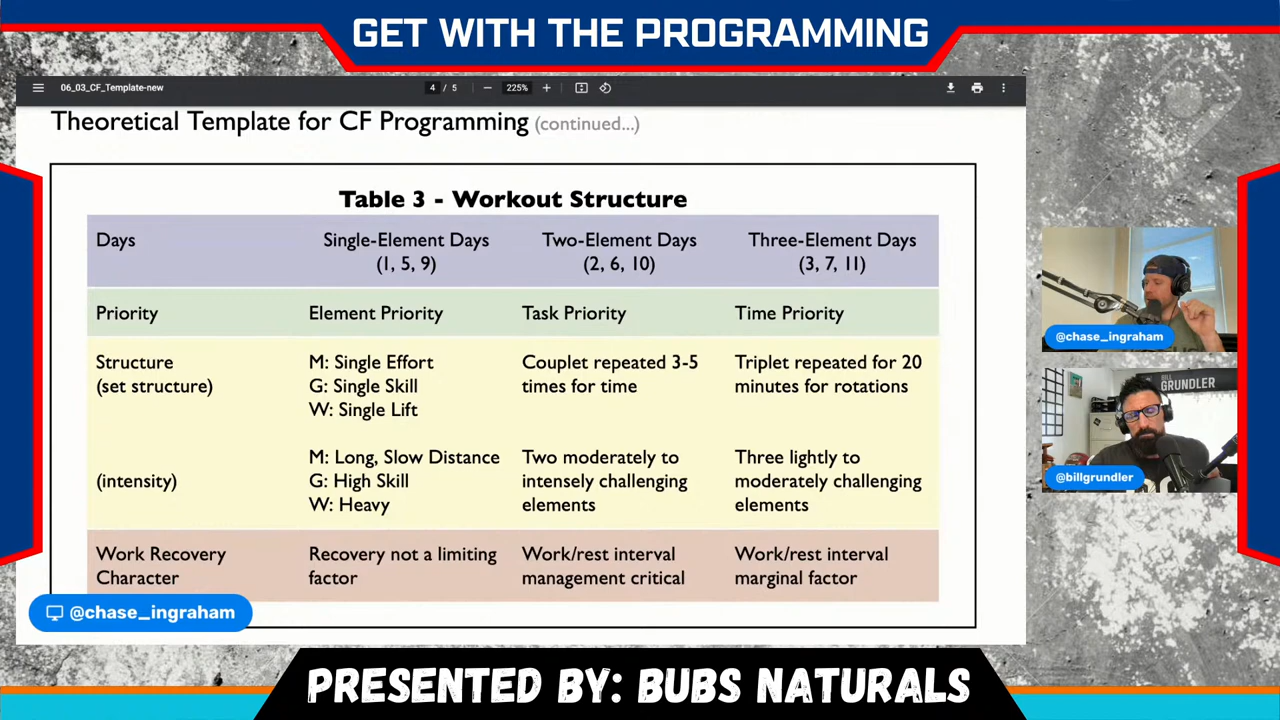 GET WITH THE PROGRAMMING
06_03_CF_Template-new
4 / 5
225%
Theoretical Template for CF Programming (continued...)
Table 3 - Workout Structure
Days
Single-Element Days
(1, 5, 9)
Two-Element Days
(2, 6, 10)
Three-Element Days
(3, 7, 11)
Priority
Element Priority
Task Priority
Time Priority
Structure
(set structure)
M: Single Effort
G: Single Skill
W: Single Lift
Couplet repeated 3-5
times for time
Triplet repeated for 20
minutes for rotations
(intensity)
M: Long, Slow Distance
G: High Skill
W: Heavy
Two moderately to
intensely challenging
elements
Three lightly to
moderately challenging
elements
Work Recovery
Character
Recovery not a limiting
factor
Work/rest interval
management critical
Work/rest interval
marginal factor
@chase_ingraham
@chase_ingraham
BILL
GRUNDLER
@billgrundler
PRESENTED BY: BUBS NATURALS